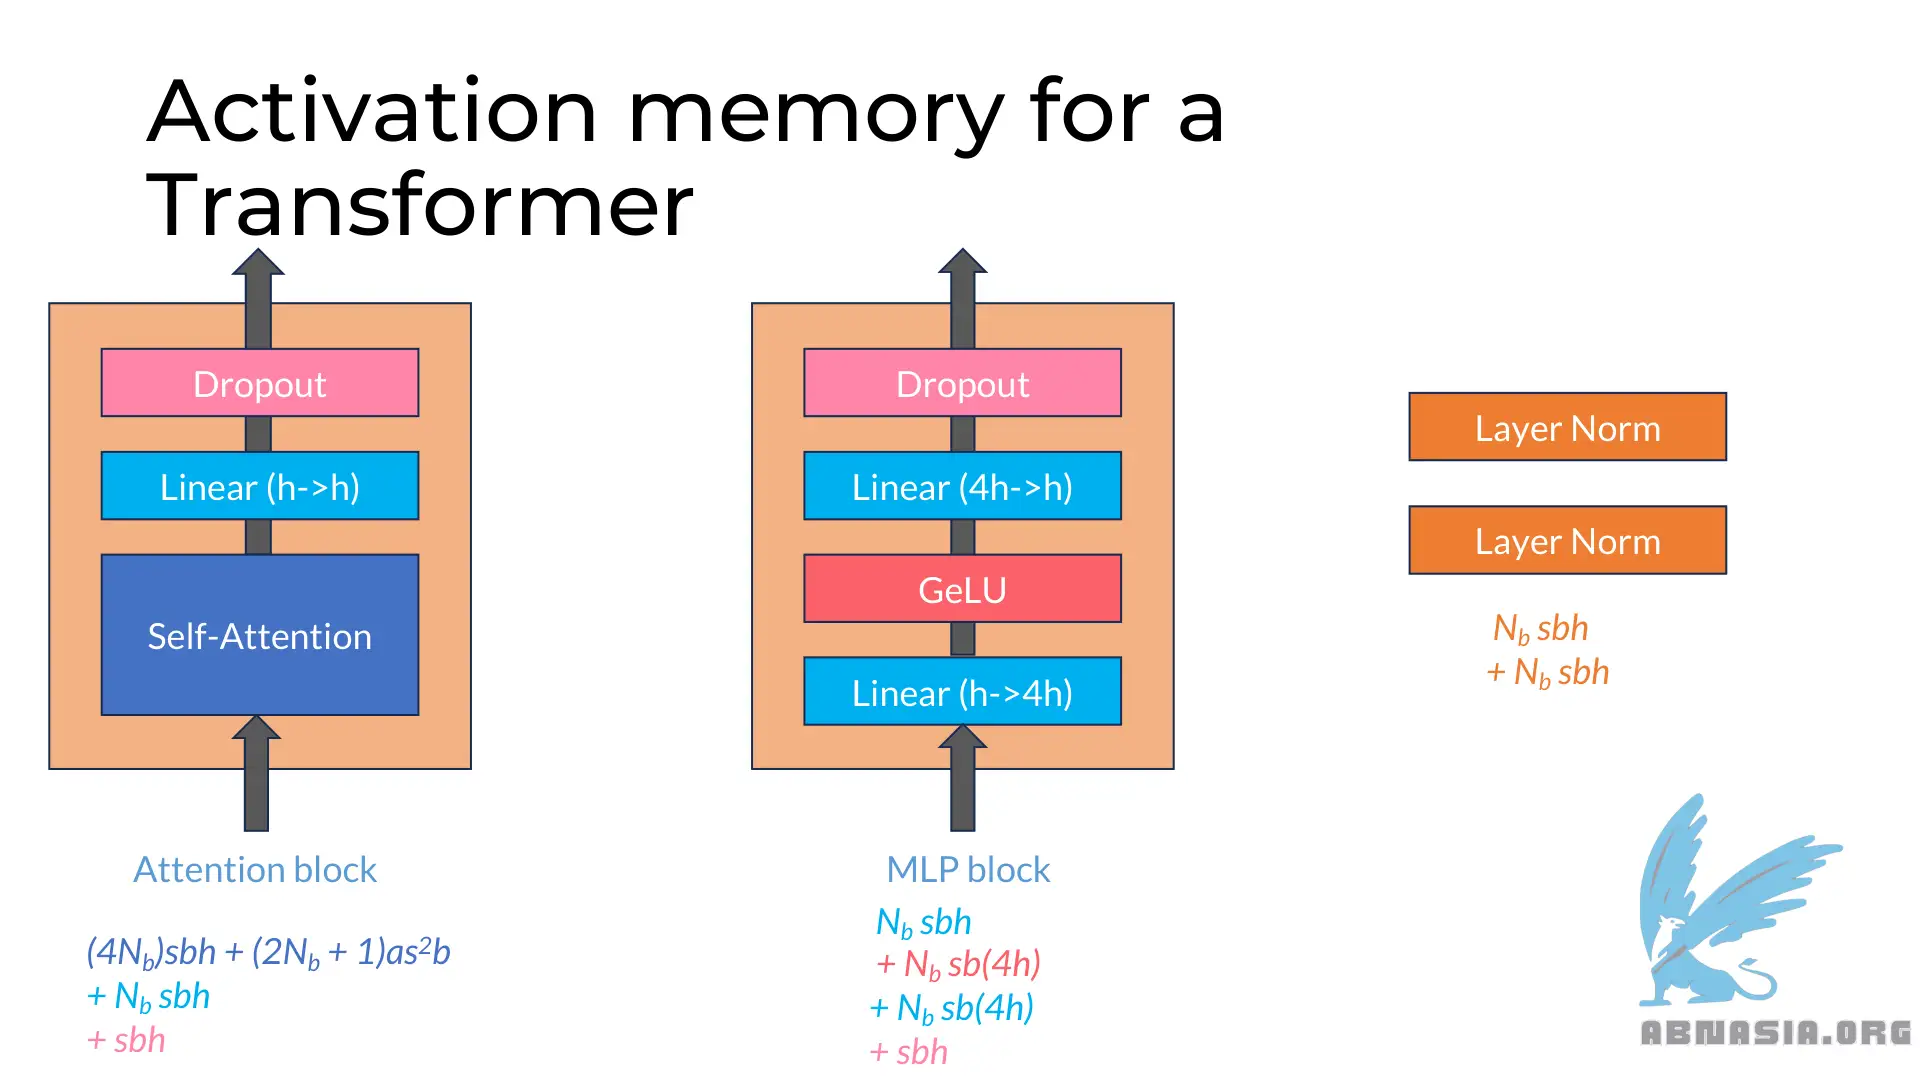 Activation memory for a
Transformer
Dropout
Linear (h->h)
Self-Attention
Attention block
(4N_b)sbh + (2N_b + 1)as²b
+ N_b sbh
+ sbh
Dropout
Linear (4h->h)
GeLU
Linear (h->4h)
MLP block
N_b sbh
+ N_b sb(4h)
+ N_b sb(4h)
+ sbh
Layer Norm
Layer Norm
N_b sbh
+ N_b sbh
ABNASIA.ORG